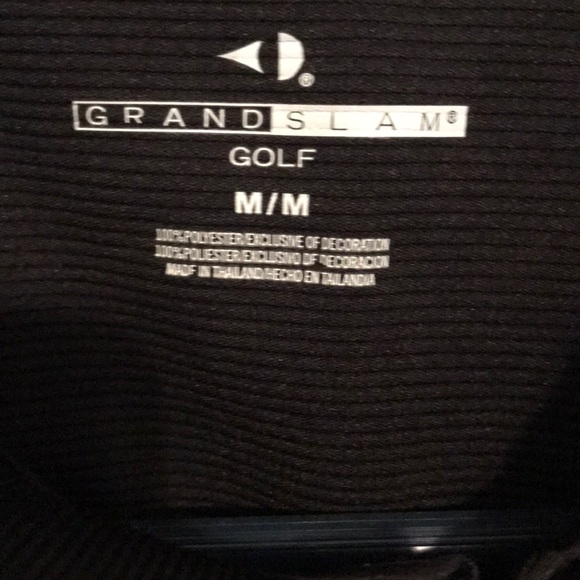 ®
GRANDSLAM®
GOLF
M/M
100% POLYESTER/EXCLUSIVE OF DECORATION
100% POLIESTER/EXCLUSIVO DE DECORACION
MADE IN THAILAND/HECHO EN TAILANDIA